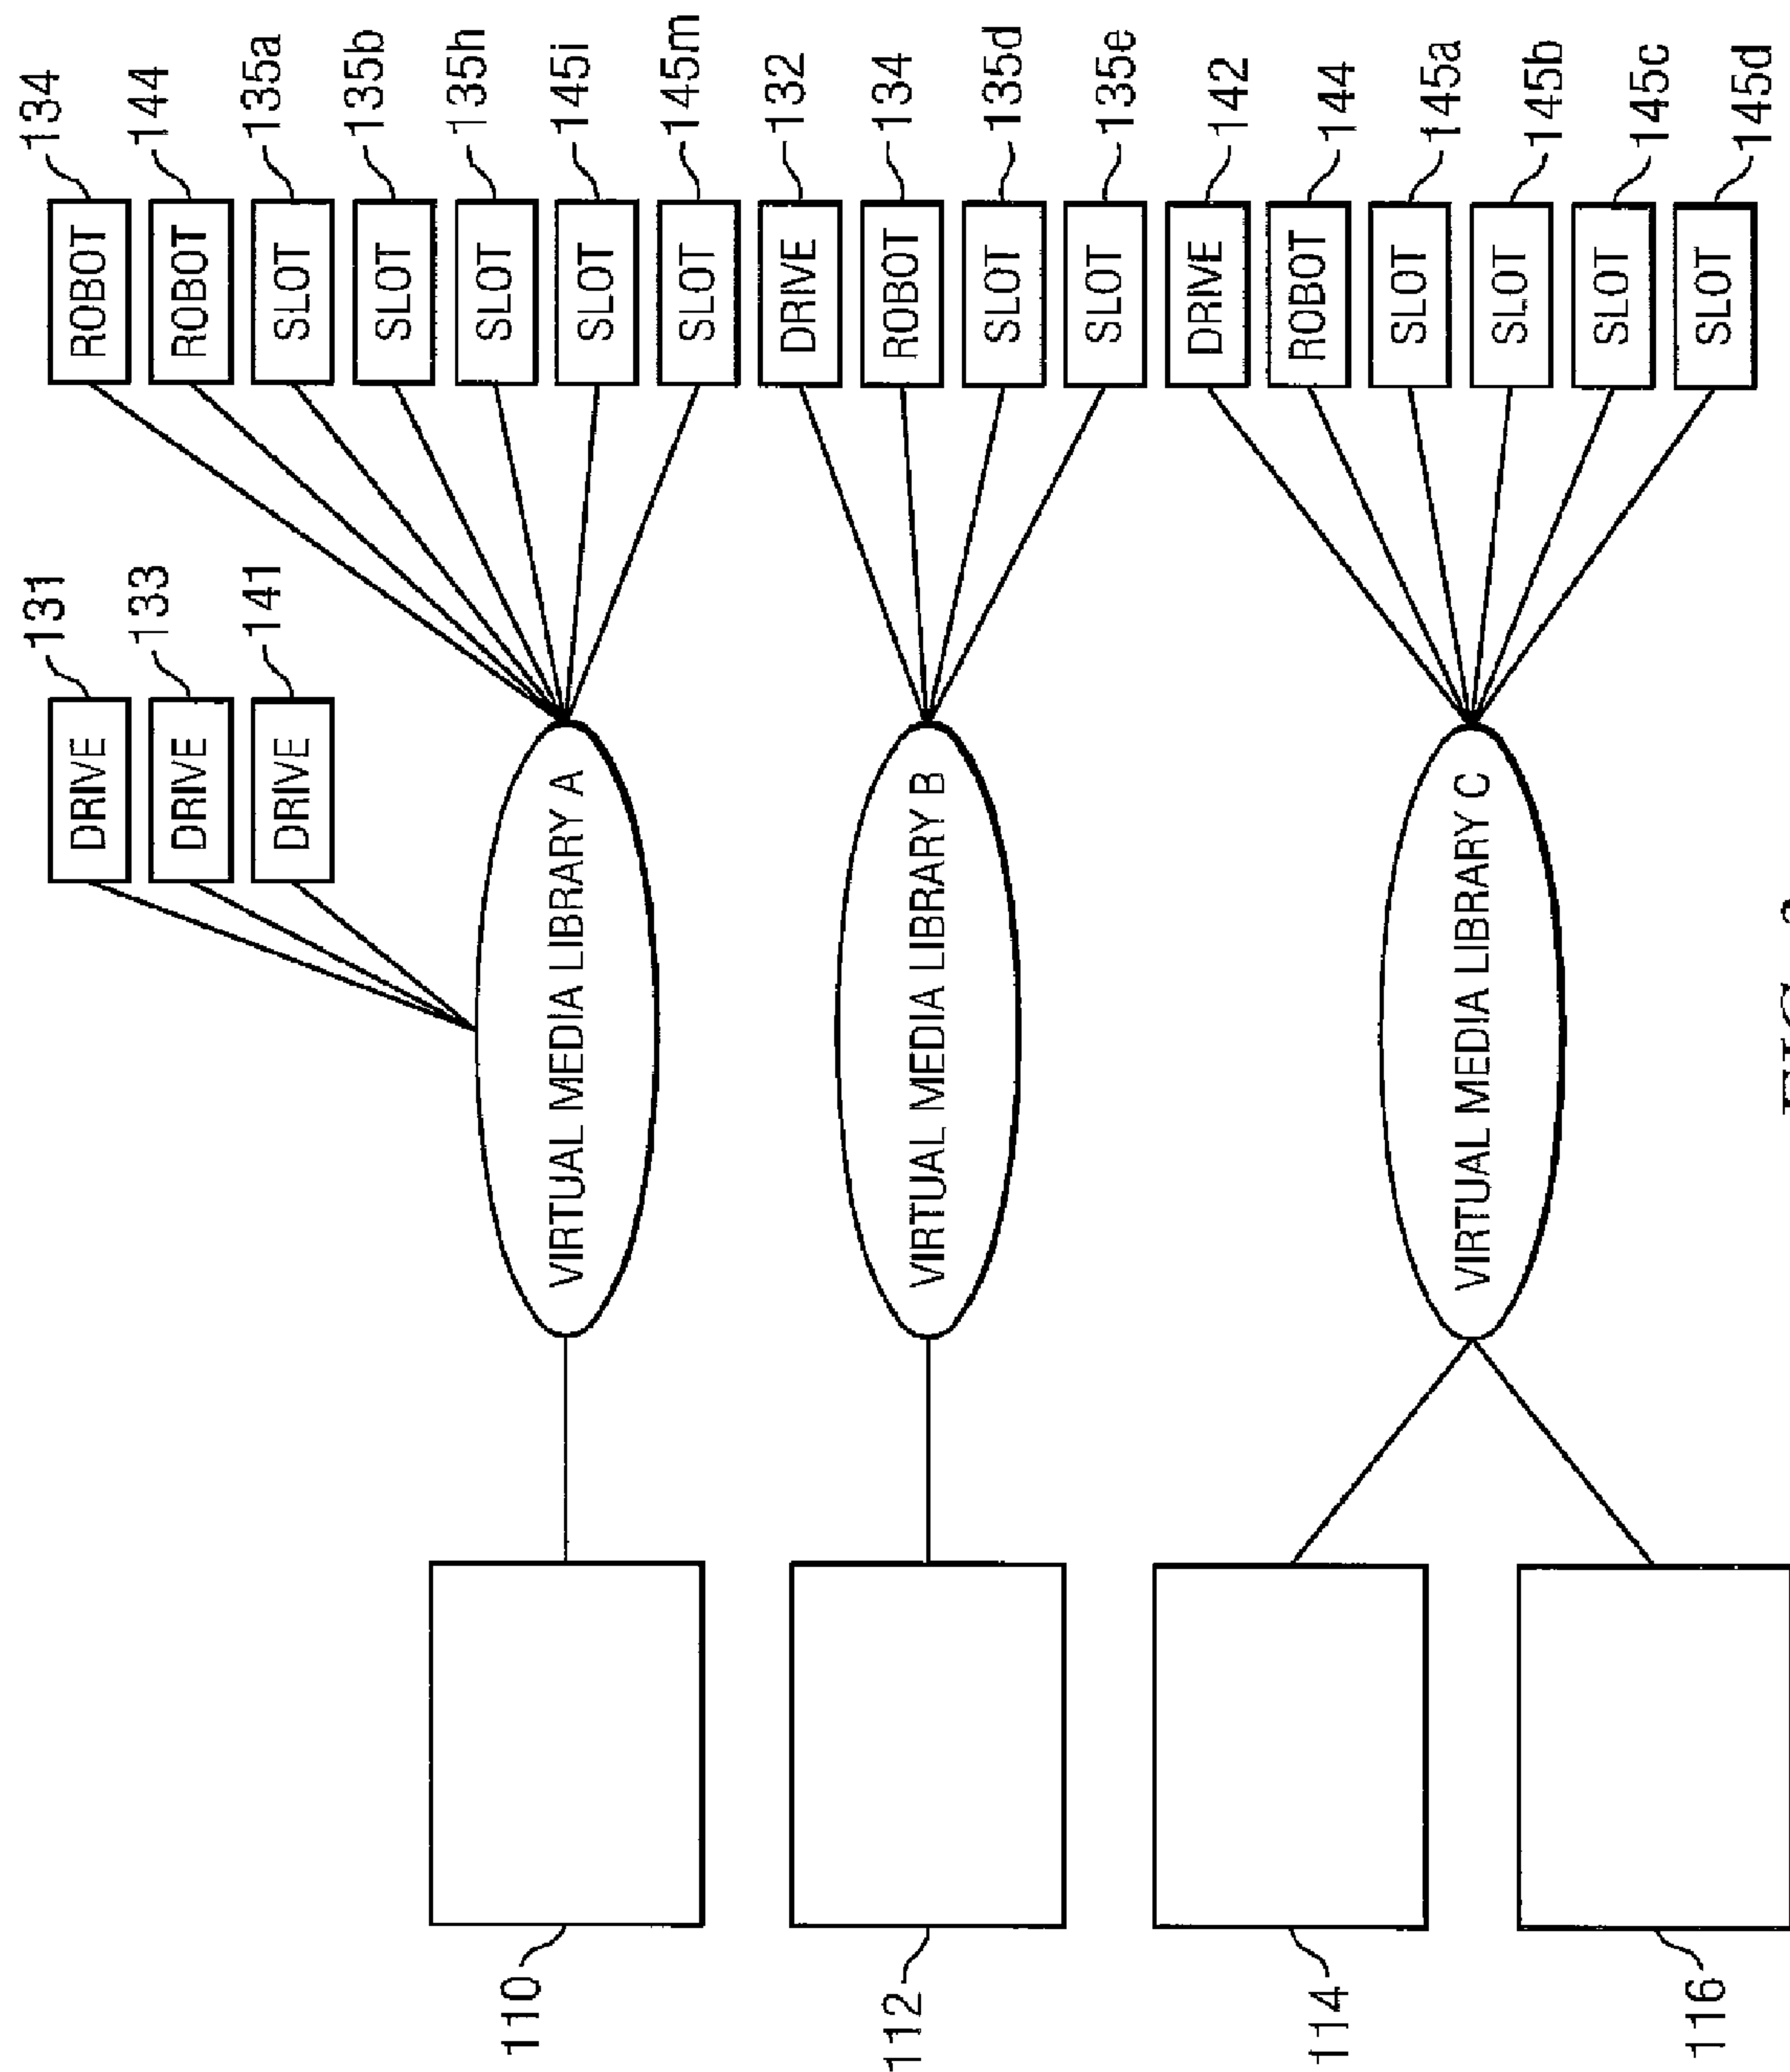 131
DRIVE
133
DRIVE
141
DRIVE
134
ROBOT
144
ROBOT
135a
SLOT
135b
SLOT
135h
SLOT
145i
SLOT
145m
SLOT
110
VIRTUAL MEDIA LIBRARY A
132
DRIVE
134
ROBOT
135d
SLOT
135e
SLOT
112
VIRTUAL MEDIA LIBRARY B
142
DRIVE
144
ROBOT
145a
SLOT
145b
SLOT
145c
SLOT
145d
SLOT
114
VIRTUAL MEDIA LIBRARY C
116
FIG.